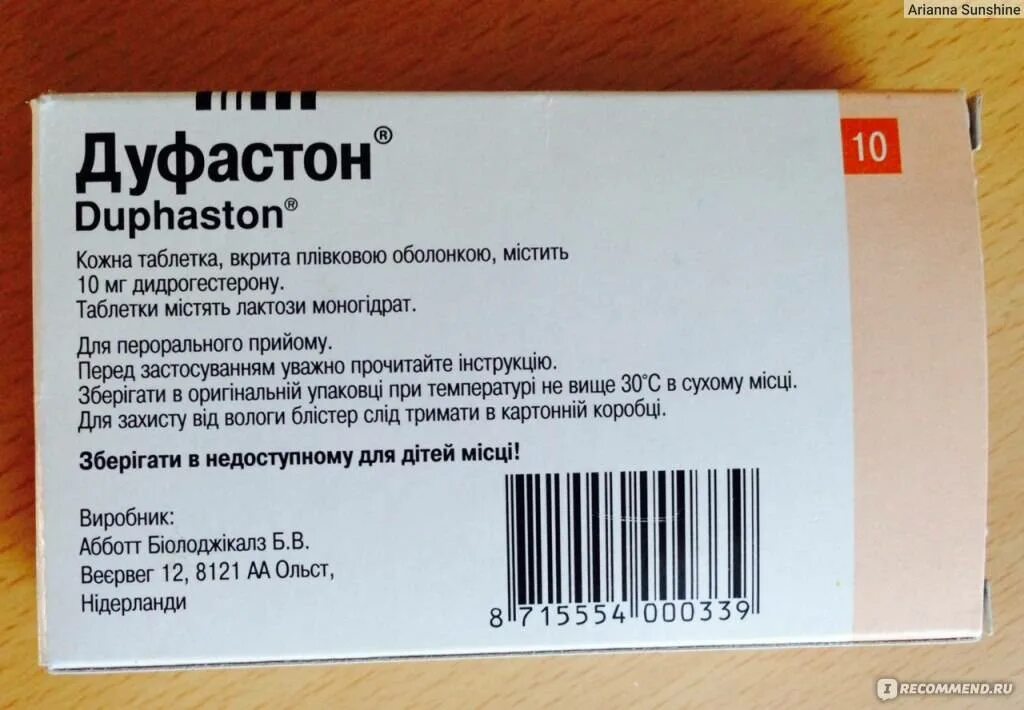 Arianna Sunshine
Дуфастон®
Duphaston®
10
Кожна таблетка, вкрита плівковою оболонкою, містить
10 мг дидрогестерону.
Таблетки містять лактози моногідрат.
Для перорального прийому.
Перед застосуванням уважно прочитайте інструкцію.
Зберігати в оригінальній упаковці при температурі не вище 30°С в сухому місці.
Для захисту від вологи блістер слід тримати в картонній коробці.
Зберігати в недоступному для дітей місці!
Виробник:
Абботт Біолоджікалз Б.В.
Веєрвег 12, 8121 АА Ольст,
Нідерланди
8 715554 000339
IRECOMMEND.RU